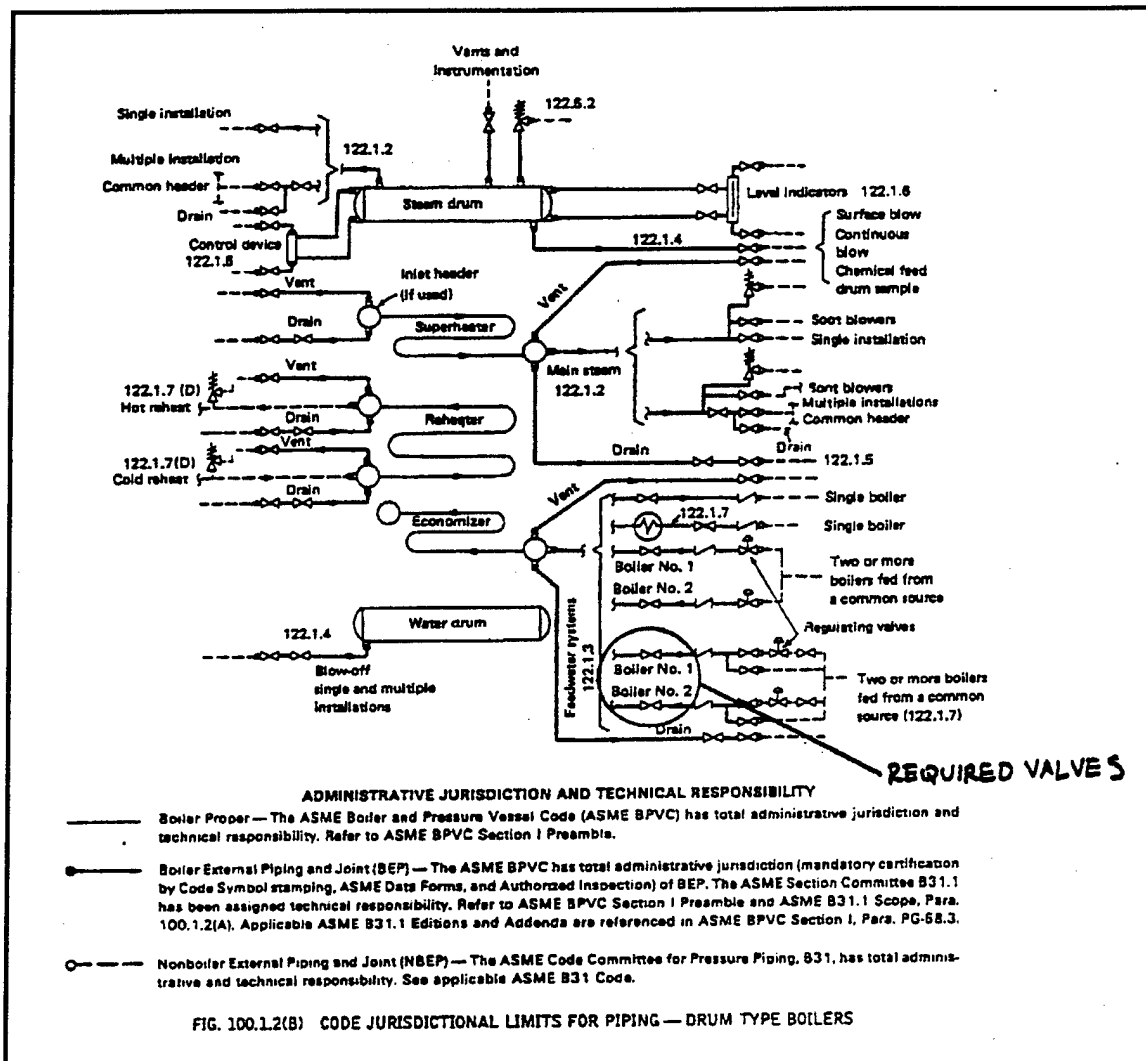 Vents and
Instrumentation
122.6.2
Single installation
122.1.2
Multiple installation
Common header
Drain
Steam drum
Level indicators 122.1.6
Control device
122.1.6
122.1.4
Surface blow
Continuous
blow
Chemical feed
drum sample
Vent
Inlet header
(if used)
Vent
Drain
Superheater
Soot blowers
Single installation
Main steam
122.1.2
Vent
122.1.7 (D)
Hot reheat
Drain
Reheater
Soot blowers
Multiple installations
Common header
Drain
Vent
122.1.7(D)
Cold reheat
Drain
Drain
122.1.5
Vent
Economizer
Single boiler
122.1.7
Single boiler
Boiler No. 1
Boiler No. 2
Two or more
boilers fed from
a common source
Regulating valves
Water drum
122.1.4
Blow-off
single and multiple
installations
Feedwater systems
122.1.3
Boiler No. 1
Boiler No. 2
Two or more boilers
fed from a common
source (122.1.7)
Drain
REQUIRED VALVES
ADMINISTRATIVE JURISDICTION AND TECHNICAL RESPONSIBILITY
Boiler Proper — The ASME Boiler and Pressure Vessel Code (ASME BPVC) has total administrative jurisdiction and
technical responsibility. Refer to ASME BPVC Section I Preamble.
Boiler External Piping and Joint (BEP) — The ASME BPVC has total administrative jurisdiction (mandatory certification
by Code Symbol stamping, ASME Data Forms, and Authorized Inspection) of BEP. The ASME Section Committee B31.1
has been assigned technical responsibility. Refer to ASME BPVC Section I Preamble and ASME B31.1 Scope, Para.
100.1.2(A). Applicable ASME B31.1 Editions and Addenda are referenced in ASME BPVC Section I, Para. PG-58.3.
Nonboiler External Piping and Joint (NBEP) — The ASME Code Committee for Pressure Piping, B31, has total adminis-
trative and technical responsibility. See applicable ASME B31 Code.
FIG. 100.1.2(B) CODE JURISDICTIONAL LIMITS FOR PIPING — DRUM TYPE BOILERS